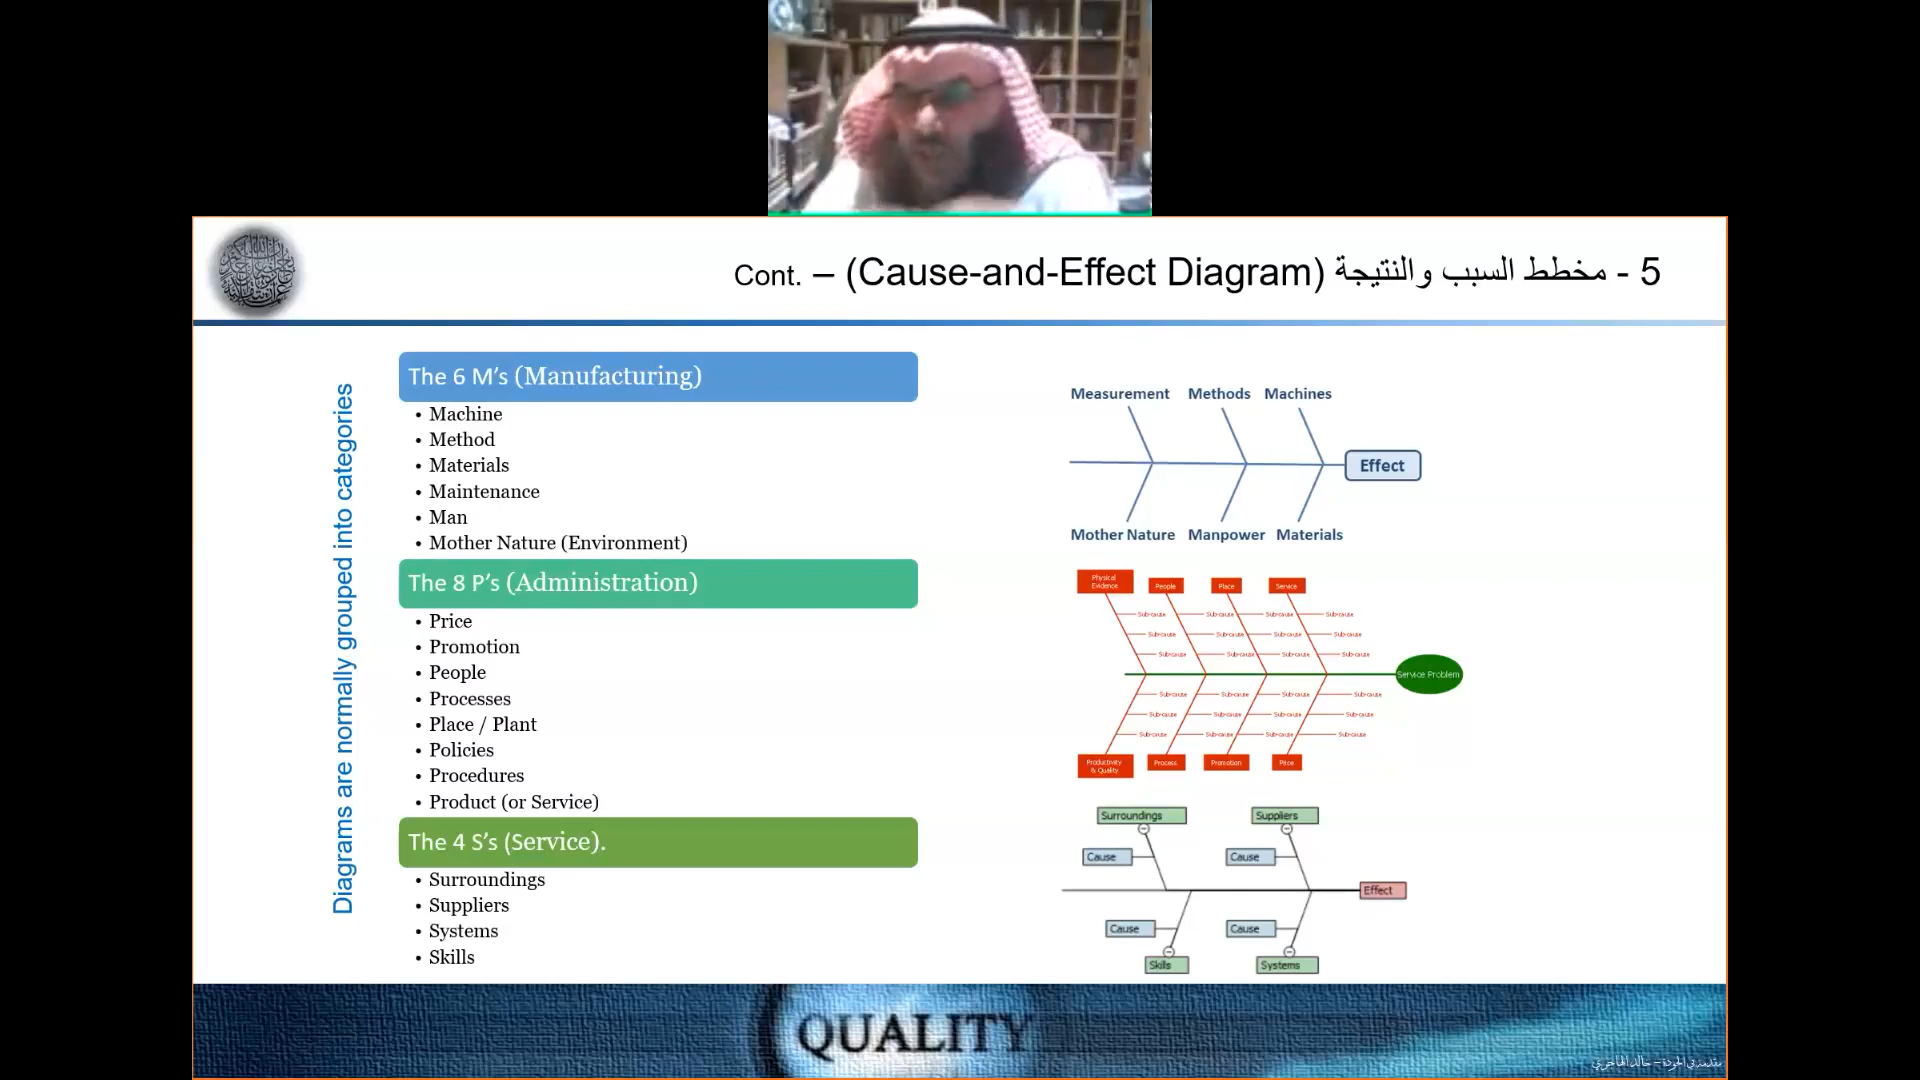 5 - مخطط السبب والنتيجة (Cause-and-Effect Diagram) – Cont.
Diagrams are normally grouped into categories
The 6 M’s (Manufacturing)
• Machine
• Method
• Materials
• Maintenance
• Man
• Mother Nature (Environment)
The 8 P’s (Administration)
• Price
• Promotion
• People
• Processes
• Place / Plant
• Policies
• Procedures
• Product (or Service)
The 4 S’s (Service).
• Surroundings
• Suppliers
• Systems
• Skills
Measurement Methods Machines
Effect
Mother Nature Manpower Materials
Physical
Evidence
People Place Service
Sub-cause Sub-cause Sub-cause Sub-cause
Sub-cause Sub-cause Sub-cause Sub-cause
Sub-cause Sub-cause Sub-cause Sub-cause
Service Problem
Sub-cause Sub-cause Sub-cause Sub-cause
Sub-cause Sub-cause Sub-cause Sub-cause
Sub-cause Sub-cause Sub-cause Sub-cause
Productivity
& Quality
Process Promotion Price
Surroundings Suppliers
Cause Cause
Effect
Cause Cause
Skills Systems
QUALITY
مقدمة في الجودة – خالد الهاجري